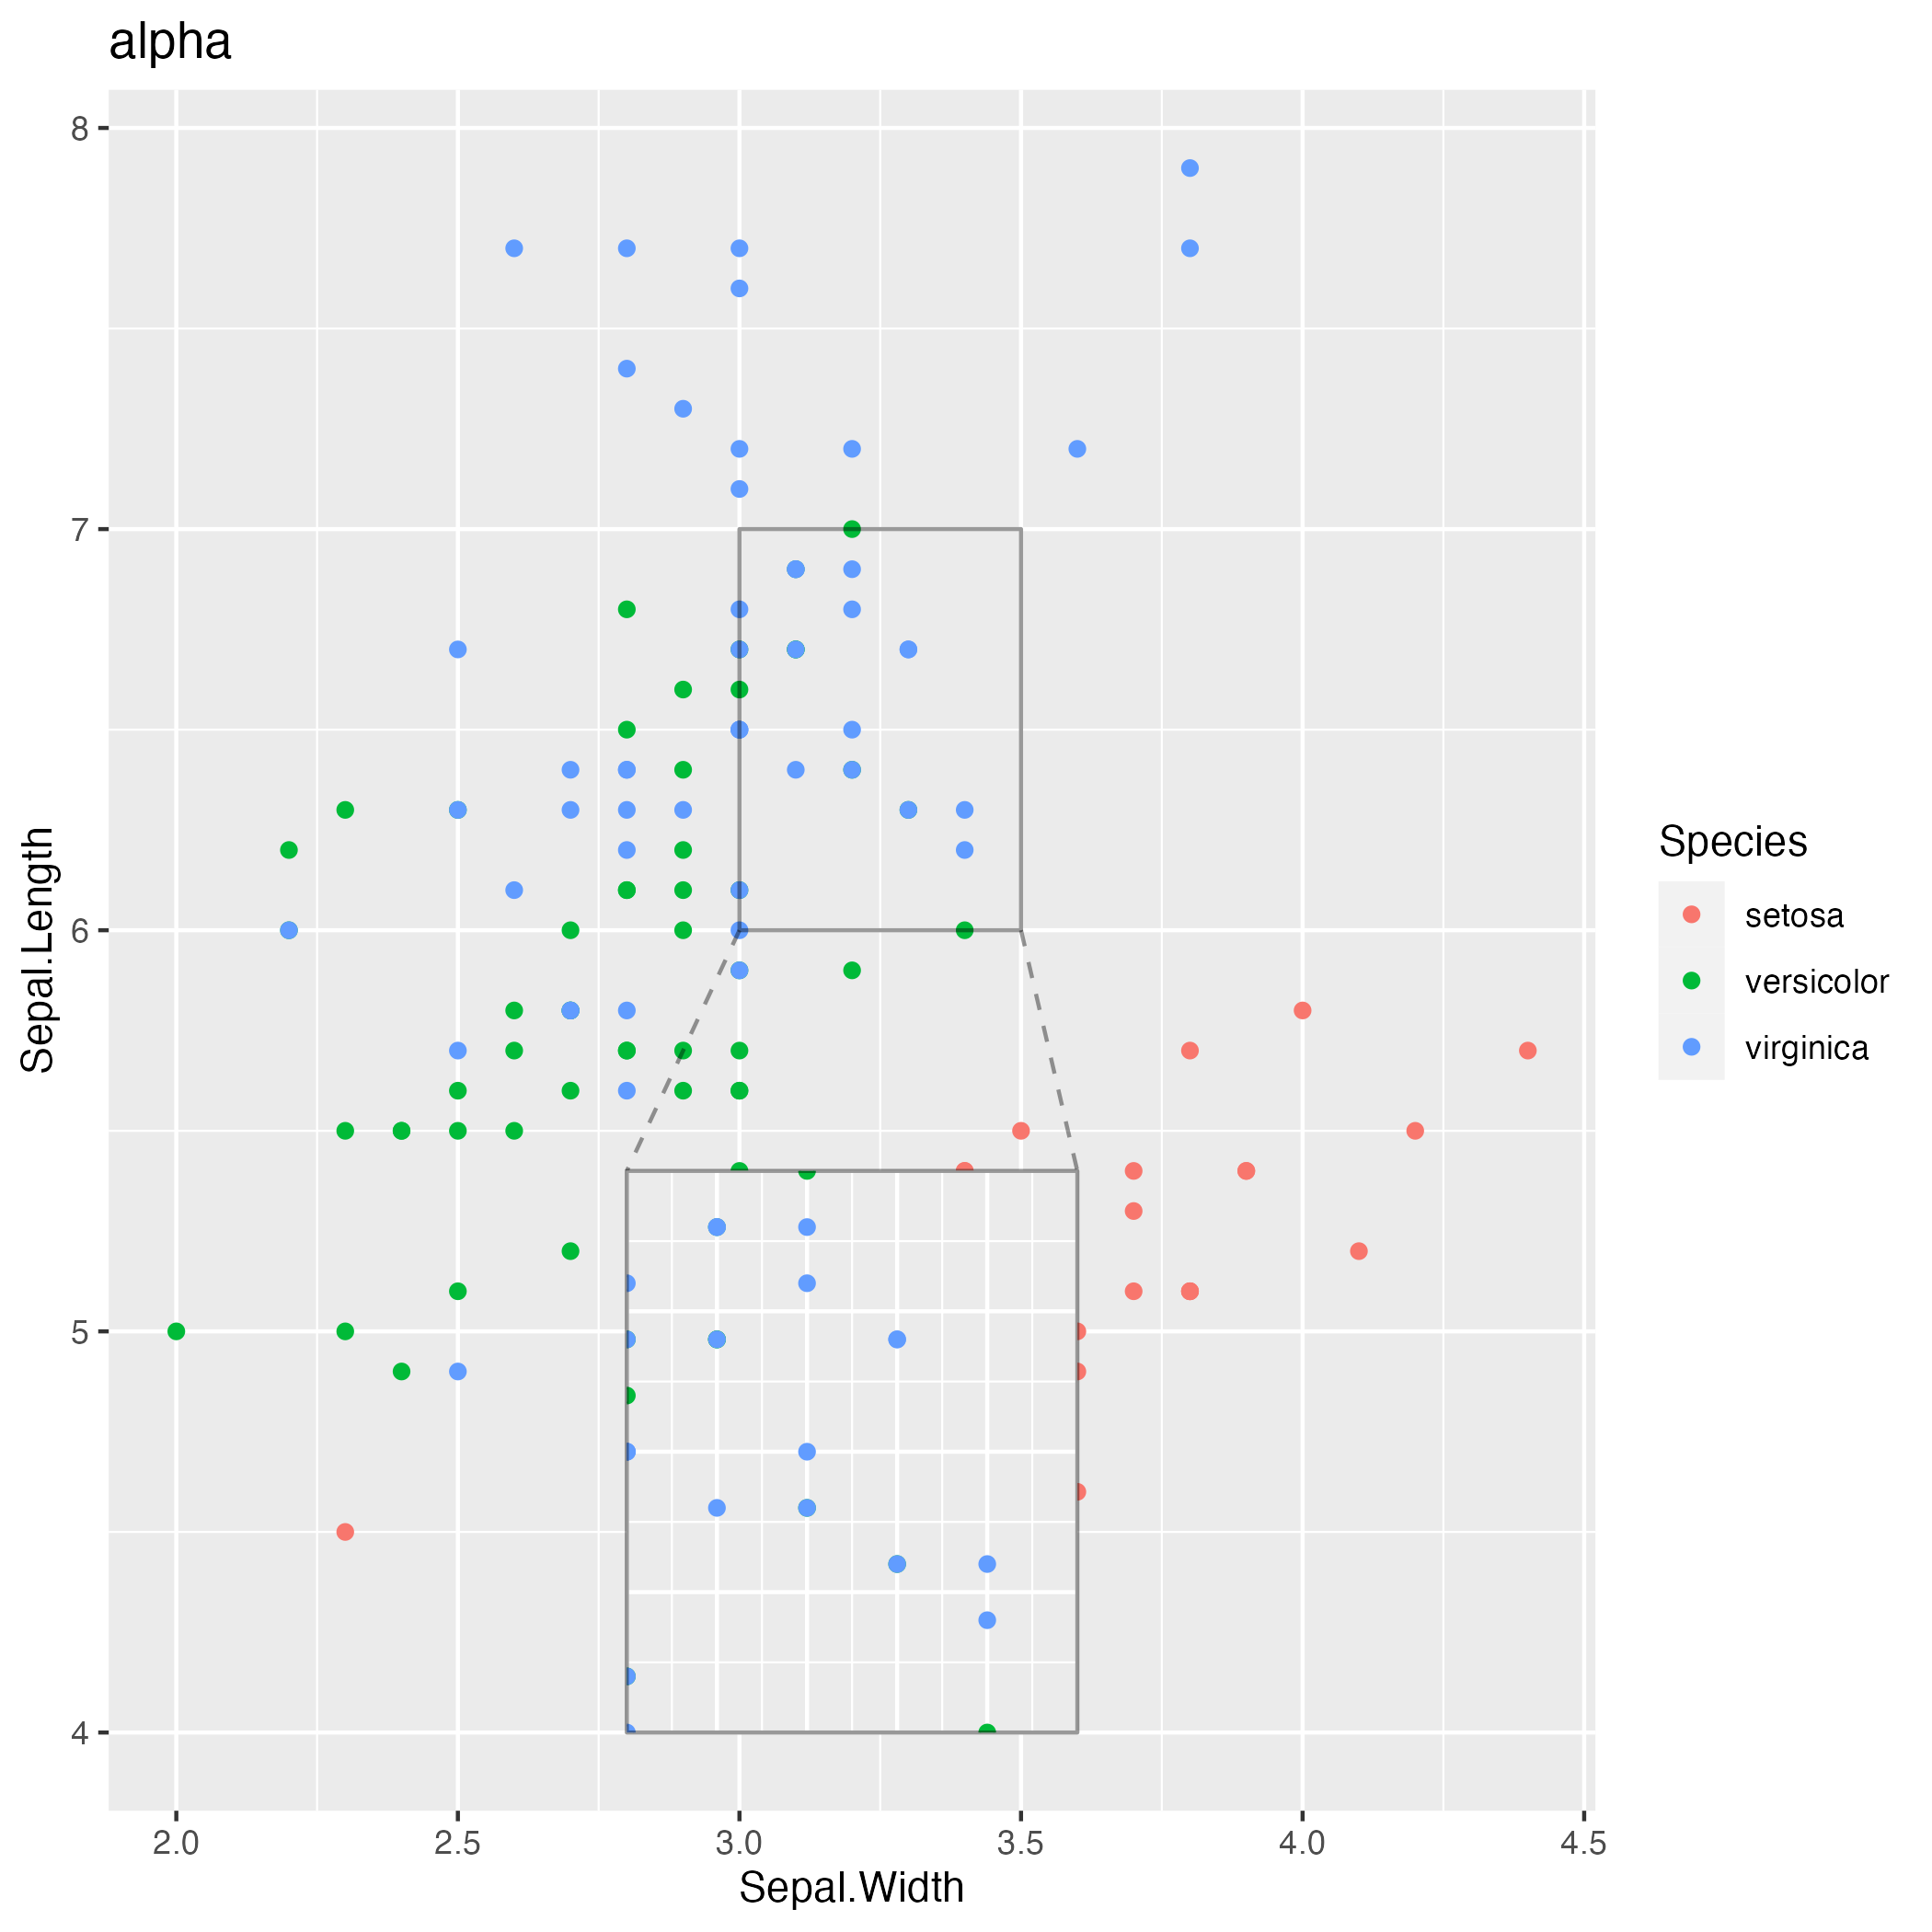 alpha
8
7
6
5
4
Sepal.Length
2.0 2.5 3.0 3.5 4.0 4.5
Sepal.Width
Species
setosa
versicolor
virginica